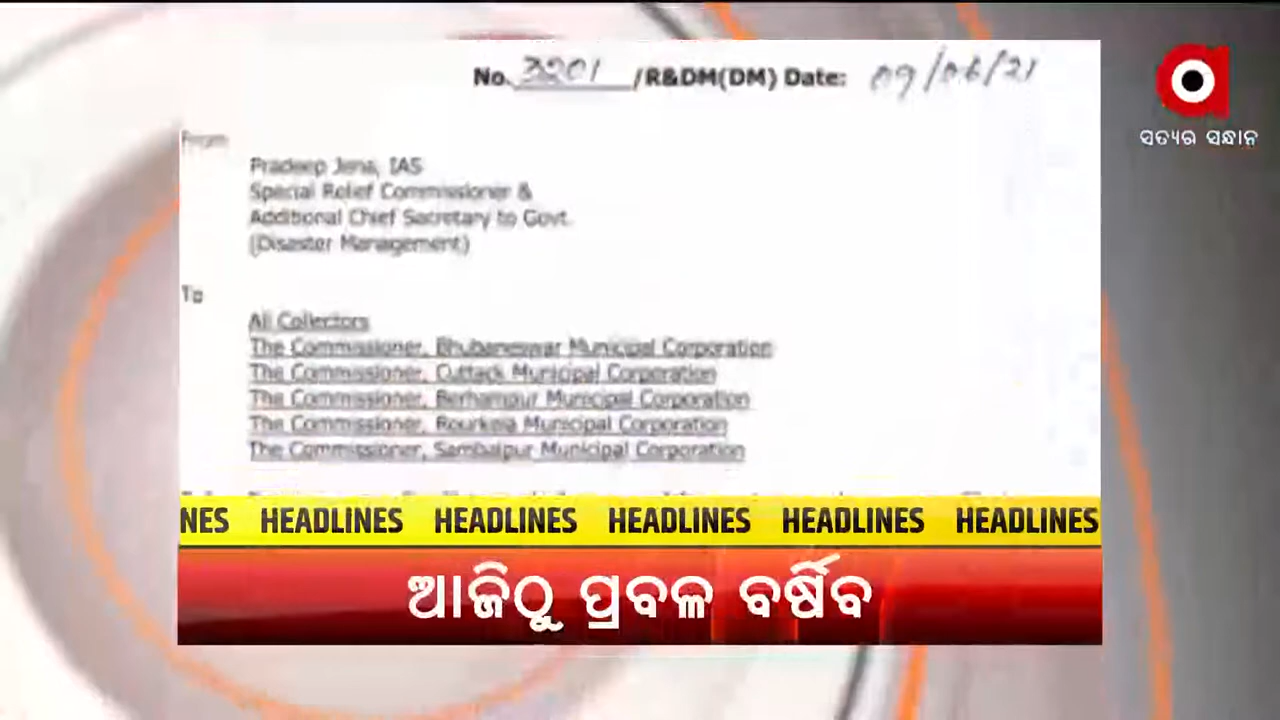 No. 3201 /R&DM(DM) Date: 09/06/21
ସତ୍ୟର ସନ୍ଧାନ
From
Pradeep Jena, IAS
Special Relief Commissioner &
Additional Chief Secretary to Govt.
(Disaster Management)
To
All Collectors
The Commissioner, Bhubaneswar Municipal Corporation
The Commissioner, Cuttack Municipal Corporation
The Commissioner, Berhampur Municipal Corporation
The Commissioner, Rourkela Municipal Corporation
The Commissioner, Sambalpur Municipal Corporation
NES HEADLINES HEADLINES HEADLINES HEADLINES HEADLINES
ଆଜିଠୁ ପ୍ରବଳ ବର୍ଷିବ